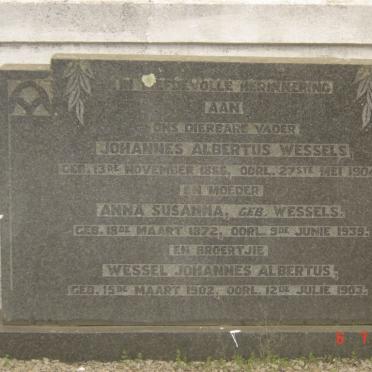 IN LIEFDEVOLLE HERINNERING
AAN
ONS DIERBARE VADER
JOHANNES ALBERTUS WESSELS,
GEB. 13DE NOVEMBER 1856, OORL. 27STE MEI 1904
EN MOEDER
ANNA SUSANNA, GEB. WESSELS.
GEB. 18DE MAART 1872, OORL. 9DE JUNIE 1939.
EN BROERTJIE
WESSEL JOHANNES ALBERTUS,
GEB. 15DE MAART 1902, OORL. 12DE JULIE 1903.